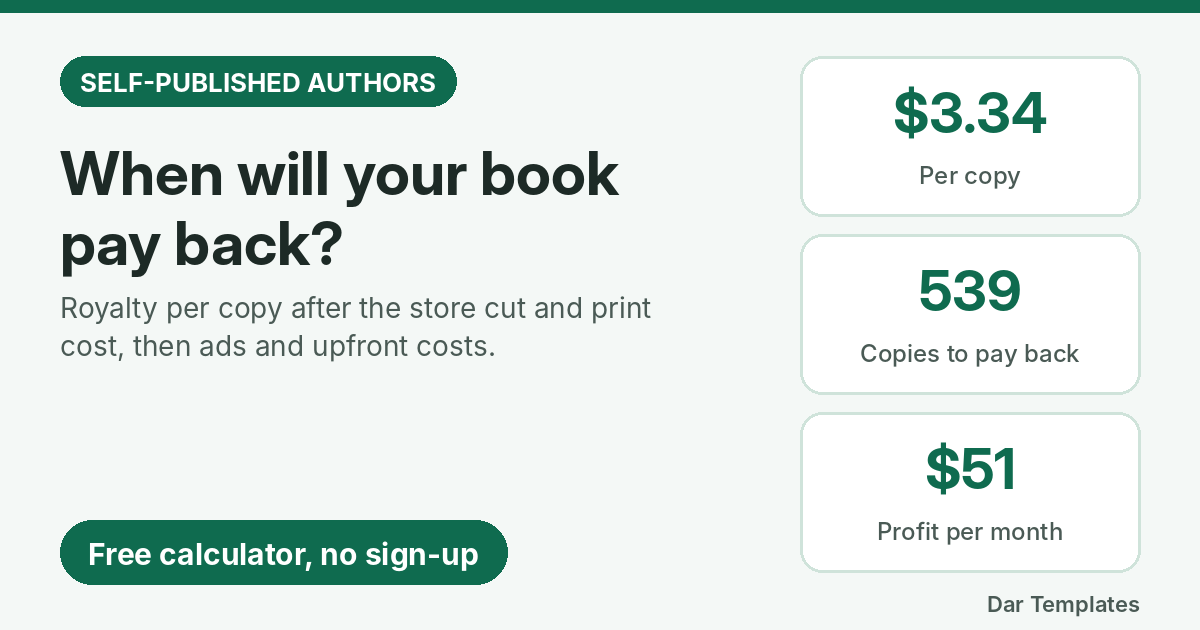 SELF-PUBLISHED AUTHORS
When will your book
pay back?
Royalty per copy after the store cut and print
cost, then ads and upfront costs.
Free calculator, no sign-up
$3.34
Per copy
539
Copies to pay back
$51
Profit per month
Dar Templates